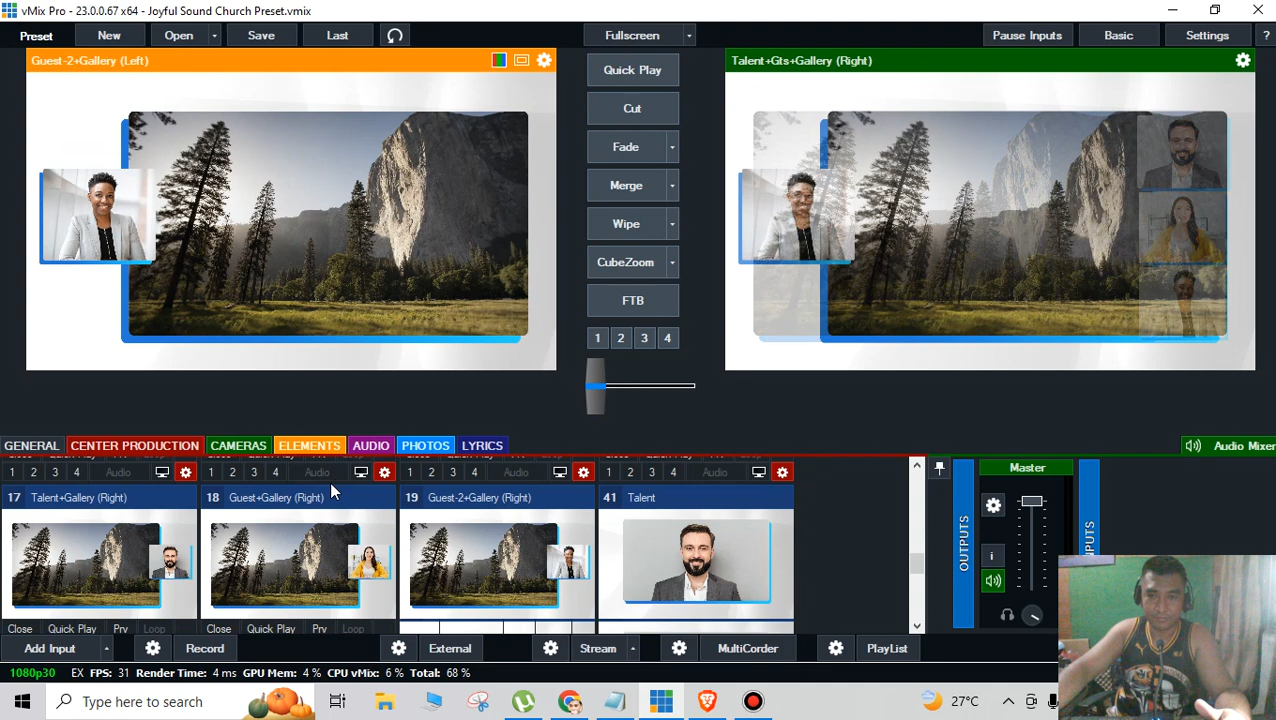 vMix Pro - 23.0.0.67 x64 - Joyful Sound Church Preset.vmix
Preset New Open Save Last Fullscreen Pause Inputs Basic Settings ?
Guest-2+Gallery (Left)
Talent+Gts+Gallery (Right)
Quick Play
Cut
Fade
Merge
Wipe
CubeZoom
FTB
1 2 3 4
GENERAL CENTER PRODUCTION CAMERAS ELEMENTS AUDIO PHOTOS LYRICS Audio Mixer
1 2 3 4 Audio 1 2 3 4 Audio 1 2 3 4 Audio 1 2 3 4 Audio
Master
17 Talent+Gallery (Right) 18 Guest+Gallery (Right) 19 Guest-2+Gallery (Right) 41 Talent
OUTPUTS
i
INPUTS
Close Quick Play Prv Loop Close Quick Play Prv Loop
Add Input Record External Stream MultiCorder PlayList
1080p30 EX FPS: 31 Render Time: 4 ms GPU Mem: 4 % CPU vMix: 6 % Total: 68 %
Type here to search
27°C